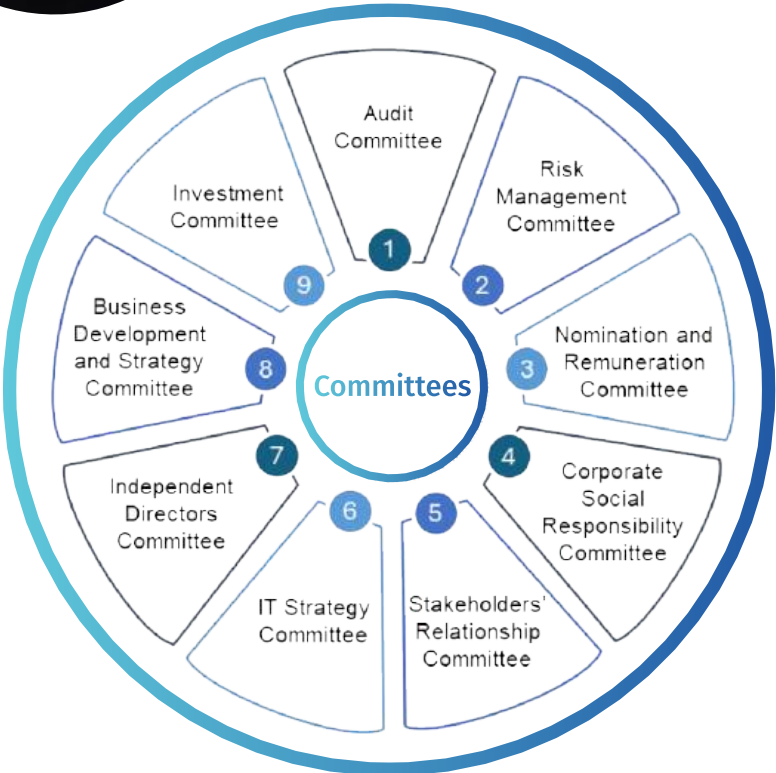 Audit
Committee
1
Risk
Management
Committee
2
Nomination and
Remuneration
Committee
3
Corporate
Social
Responsibility
Committee
4
Stakeholders'
Relationship
Committee
5
IT Strategy
Committee
6
Independent
Directors
Committee
7
Business
Development
and Strategy
Committee
8
Investment
Committee
9
Committees